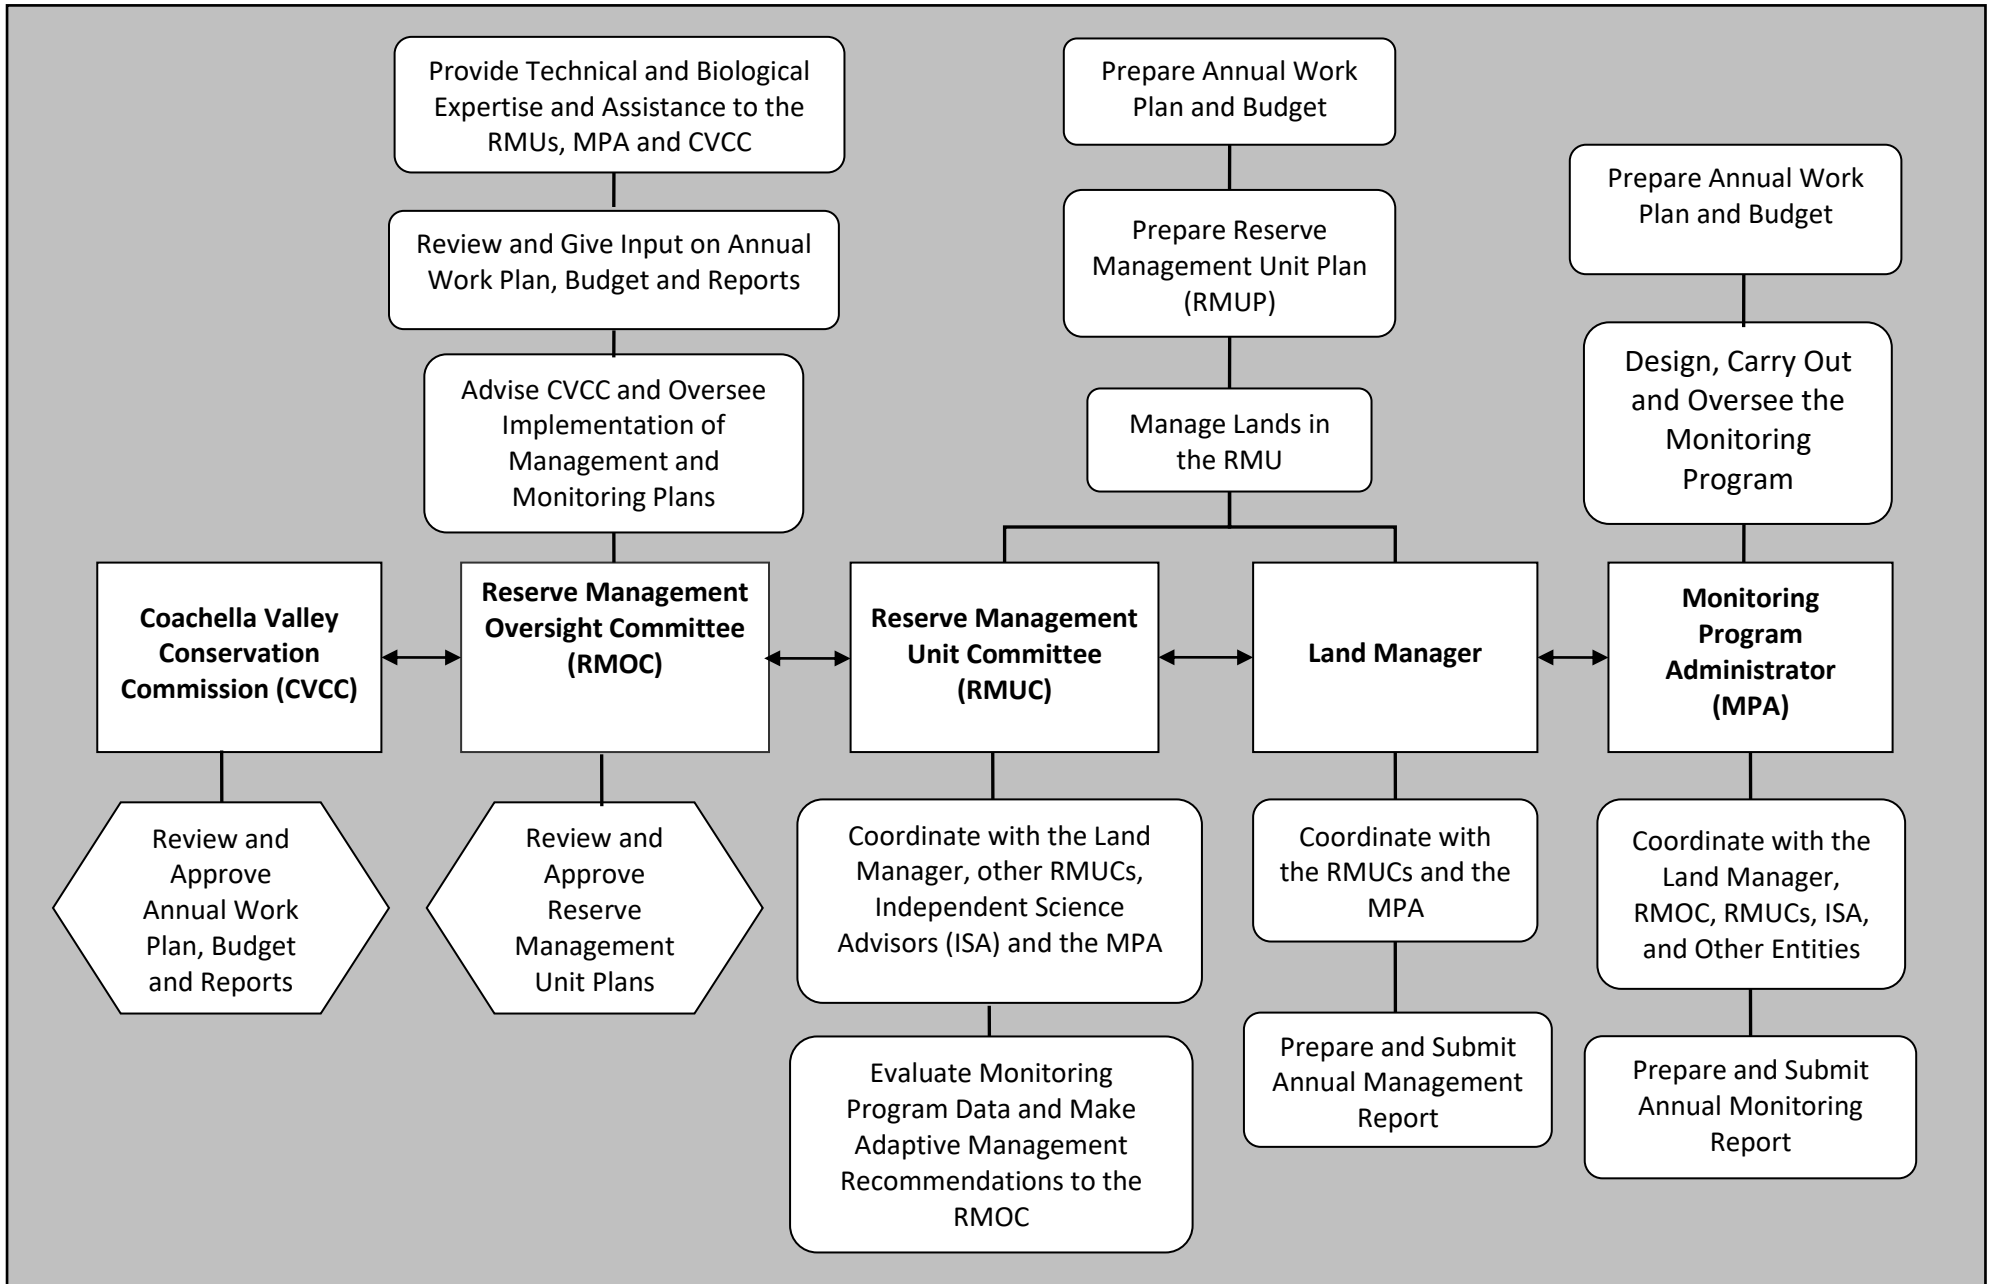 Provide Technical and Biological
Expertise and Assistance to the
RMUs, MPA and CVCC
Review and Give Input on Annual
Work Plan, Budget and Reports
Advise CVCC and Oversee
Implementation of
Management and
Monitoring Plans
Prepare Annual Work
Plan and Budget
Prepare Reserve
Management Unit Plan
(RMUP)
Manage Lands in
the RMU
Prepare Annual Work
Plan and Budget
Design, Carry Out
and Oversee the
Monitoring
Program
Coachella Valley
Conservation
Commission (CVCC)
Reserve Management
Oversight Committee
(RMOC)
Reserve Management
Unit Committee
(RMUC)
Land Manager
Monitoring
Program
Administrator
(MPA)
Review and
Approve
Annual Work
Plan, Budget
and Reports
Review and
Approve
Reserve
Management
Unit Plans
Coordinate with the Land
Manager, other RMUCs,
Independent Science
Advisors (ISA) and the MPA
Evaluate Monitoring
Program Data and Make
Adaptive Management
Recommendations to the
RMOC
Coordinate with
the RMUCs and the
MPA
Prepare and Submit
Annual Management
Report
Coordinate with the
Land Manager,
RMOC, RMUCs, ISA,
and Other Entities
Prepare and Submit
Annual Monitoring
Report